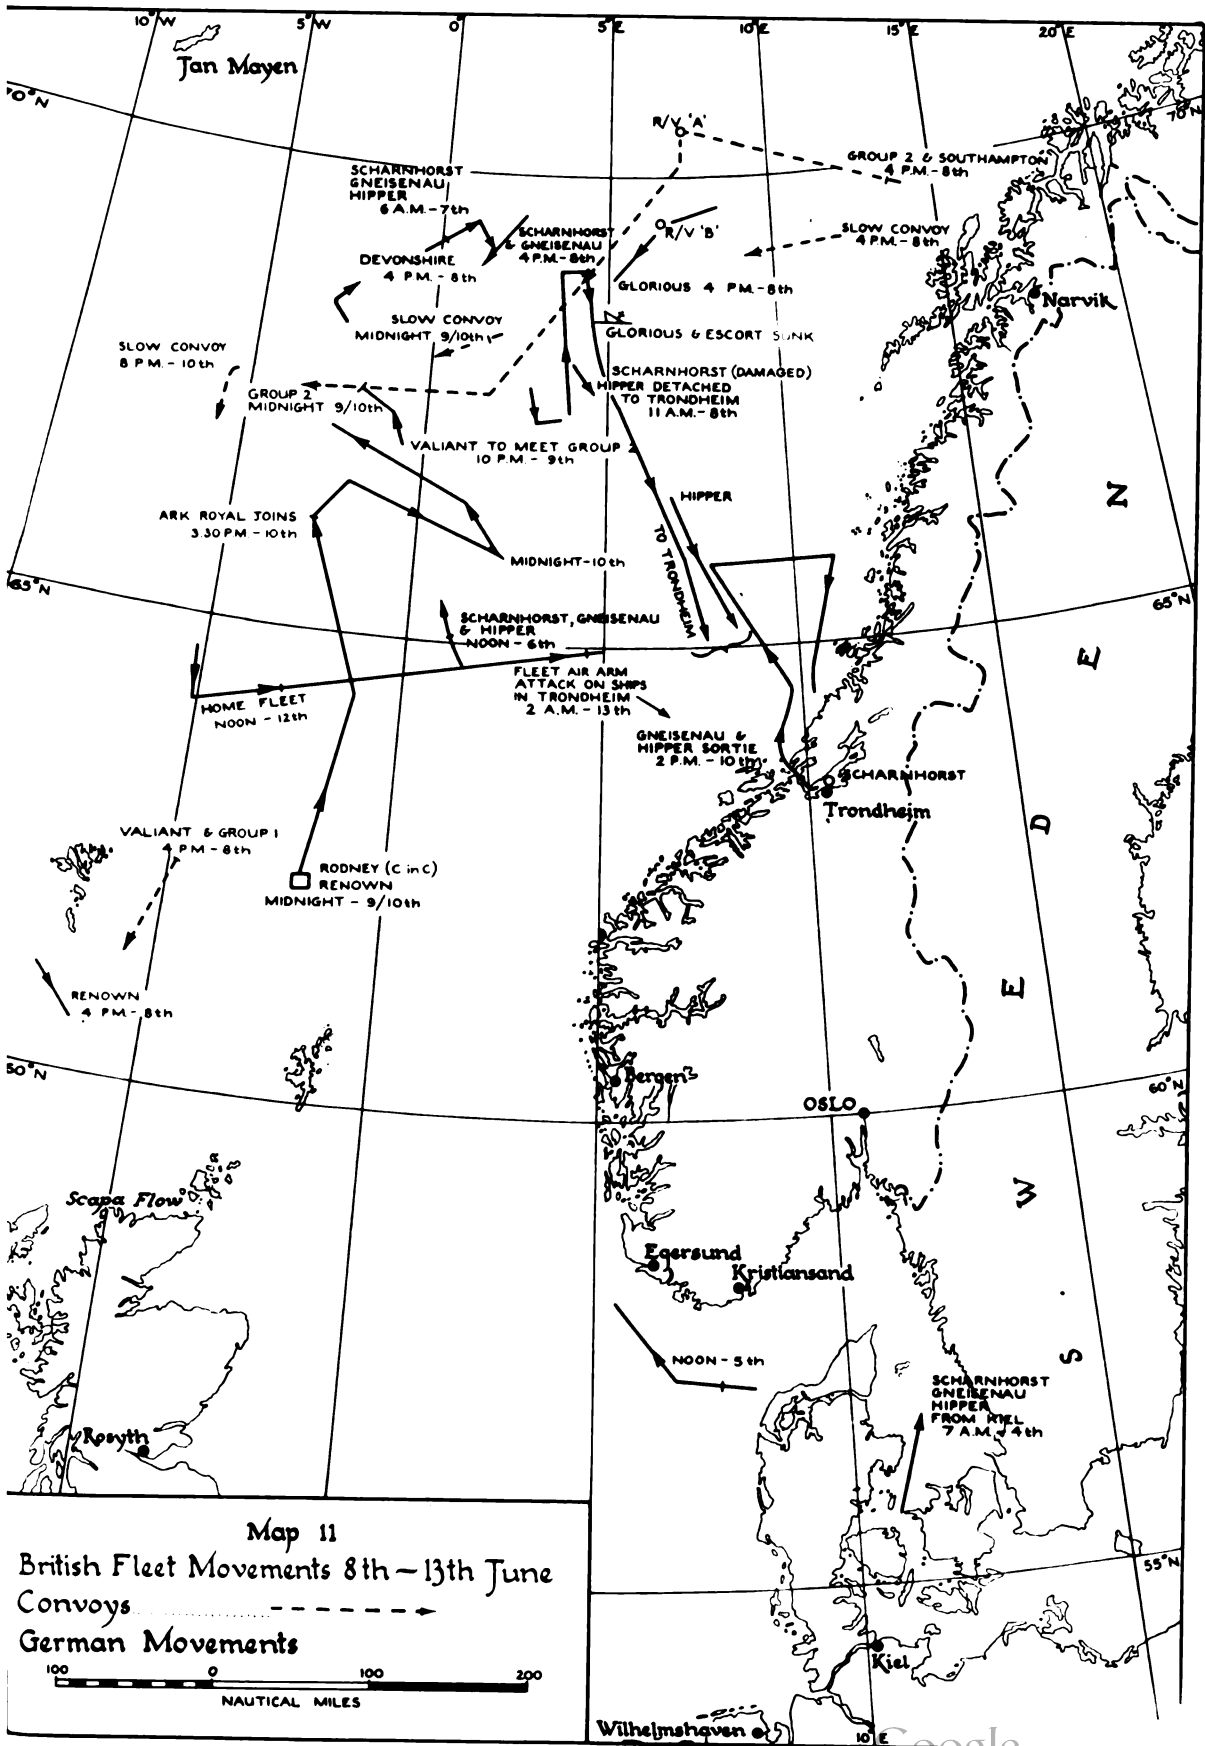 10°W
5°W
0°
5°E
10°E
15°E
20°E
Jan Mayen
70°N
70°N
R/V 'A'
GROUP 2 & SOUTHAMPTON
4 P.M.-8th
SCHARNHORST
GNEISENAU
HIPPER
6 A.M.-7th
R/V 'B'
SCHARNHORST
& GNEISENAU
4 P.M.-8th
SLOW CONVOY
4 P.M.-8th
DEVONSHIRE
4 P.M.-8th
GLORIOUS 4 P.M.-8th
Narvik
SLOW CONVOY
MIDNIGHT 9/10th
GLORIOUS & ESCORT SUNK
SLOW CONVOY
8 P.M.-10th
SCHARNHORST (DAMAGED)
HIPPER DETACHED
TO TRONDHEIM
11 A.M.-8th
GROUP 2
MIDNIGHT 9/10th
VALIANT TO MEET GROUP 2
10 P.M.-9th
HIPPER
TO TRONDHEIM
ARK ROYAL JOINS
3.30 P.M.-10th
MIDNIGHT-10th
65°N
65°N
SCHARNHORST, GNEISENAU
& HIPPER
NOON-6th
FLEET AIR ARM
ATTACK ON SHIPS
IN TRONDHEIM
2 A.M.-13th
HOME FLEET
NOON-12th
GNEISENAU &
HIPPER SORTIE
2 P.M.-10th
SCHARNHORST
Trondheim
VALIANT & GROUP 1
4 PM-8th
RODNEY (C in C)
RENOWN
MIDNIGHT - 9/10th
RENOWN
4 PM-8th
60°N
60°N
Bergen
OSLO
Scapa Flow
Egersund
Kristiansand
NOON-5th
SCHARNHORST
GNEISENAU
HIPPER
FROM KIEL
7 A.M.-4th
SWEDEN
Rosyth
55°N
Kiel
Wilhelmshaven
10°E
Map 11
British Fleet Movements 8th-13th June
Convoys
German Movements
100 0 100 200
NAUTICAL MILES
Google